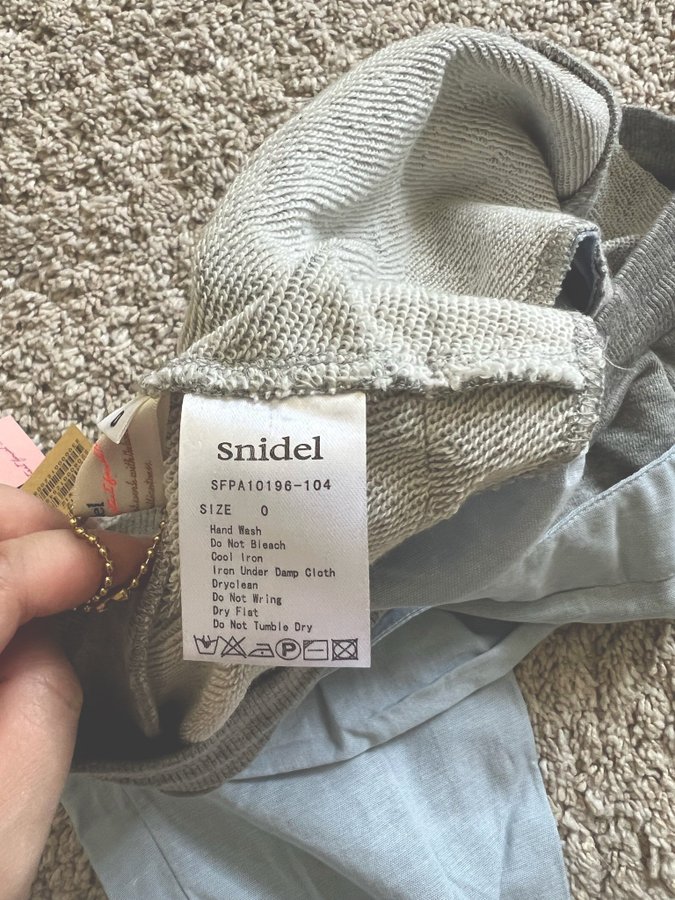 snidel
SFPA10196-104
SIZE 0
Hand Wash
Do Not Bleach
Cool Iron
Iron Under Damp Cloth
Dryclean
Do Not Wring
Dry Flat
Do Not Tumble Dry
P